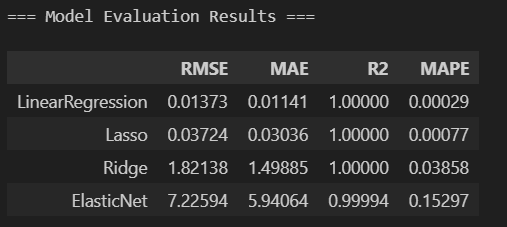 === Model Evaluation Results ===
RMSE MAE R2 MAPE
LinearRegression 0.01373 0.01141 1.00000 0.00029
Lasso 0.03724 0.03036 1.00000 0.00077
Ridge 1.82138 1.49885 1.00000 0.03858
ElasticNet 7.22594 5.94064 0.99994 0.15297